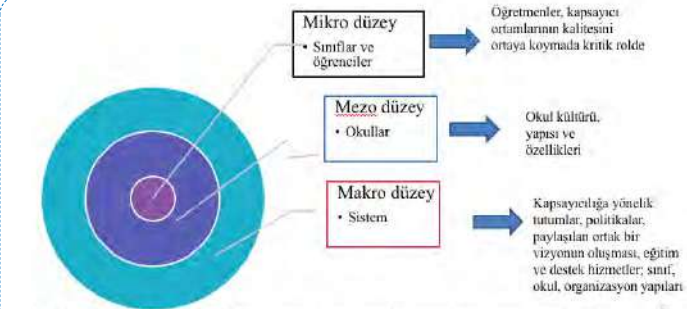 Mikro düzey
• Sınıflar ve
öğrenciler
Öğretmenler, kapsayıcı
ortamlarının kalitesini
ortaya koymada kritik rolde
Mezo düzey
• Okullar
Okul kültürü,
yapısı ve
özellikleri
Makro düzey
• Sistem
Kapsayıcılığa yönelik
tutumlar, politikalar,
paylaşılan ortak bir
vizyonun oluşması, eğitim
ve destek hizmetler; sınıf,
okul, organizasyon yapıları